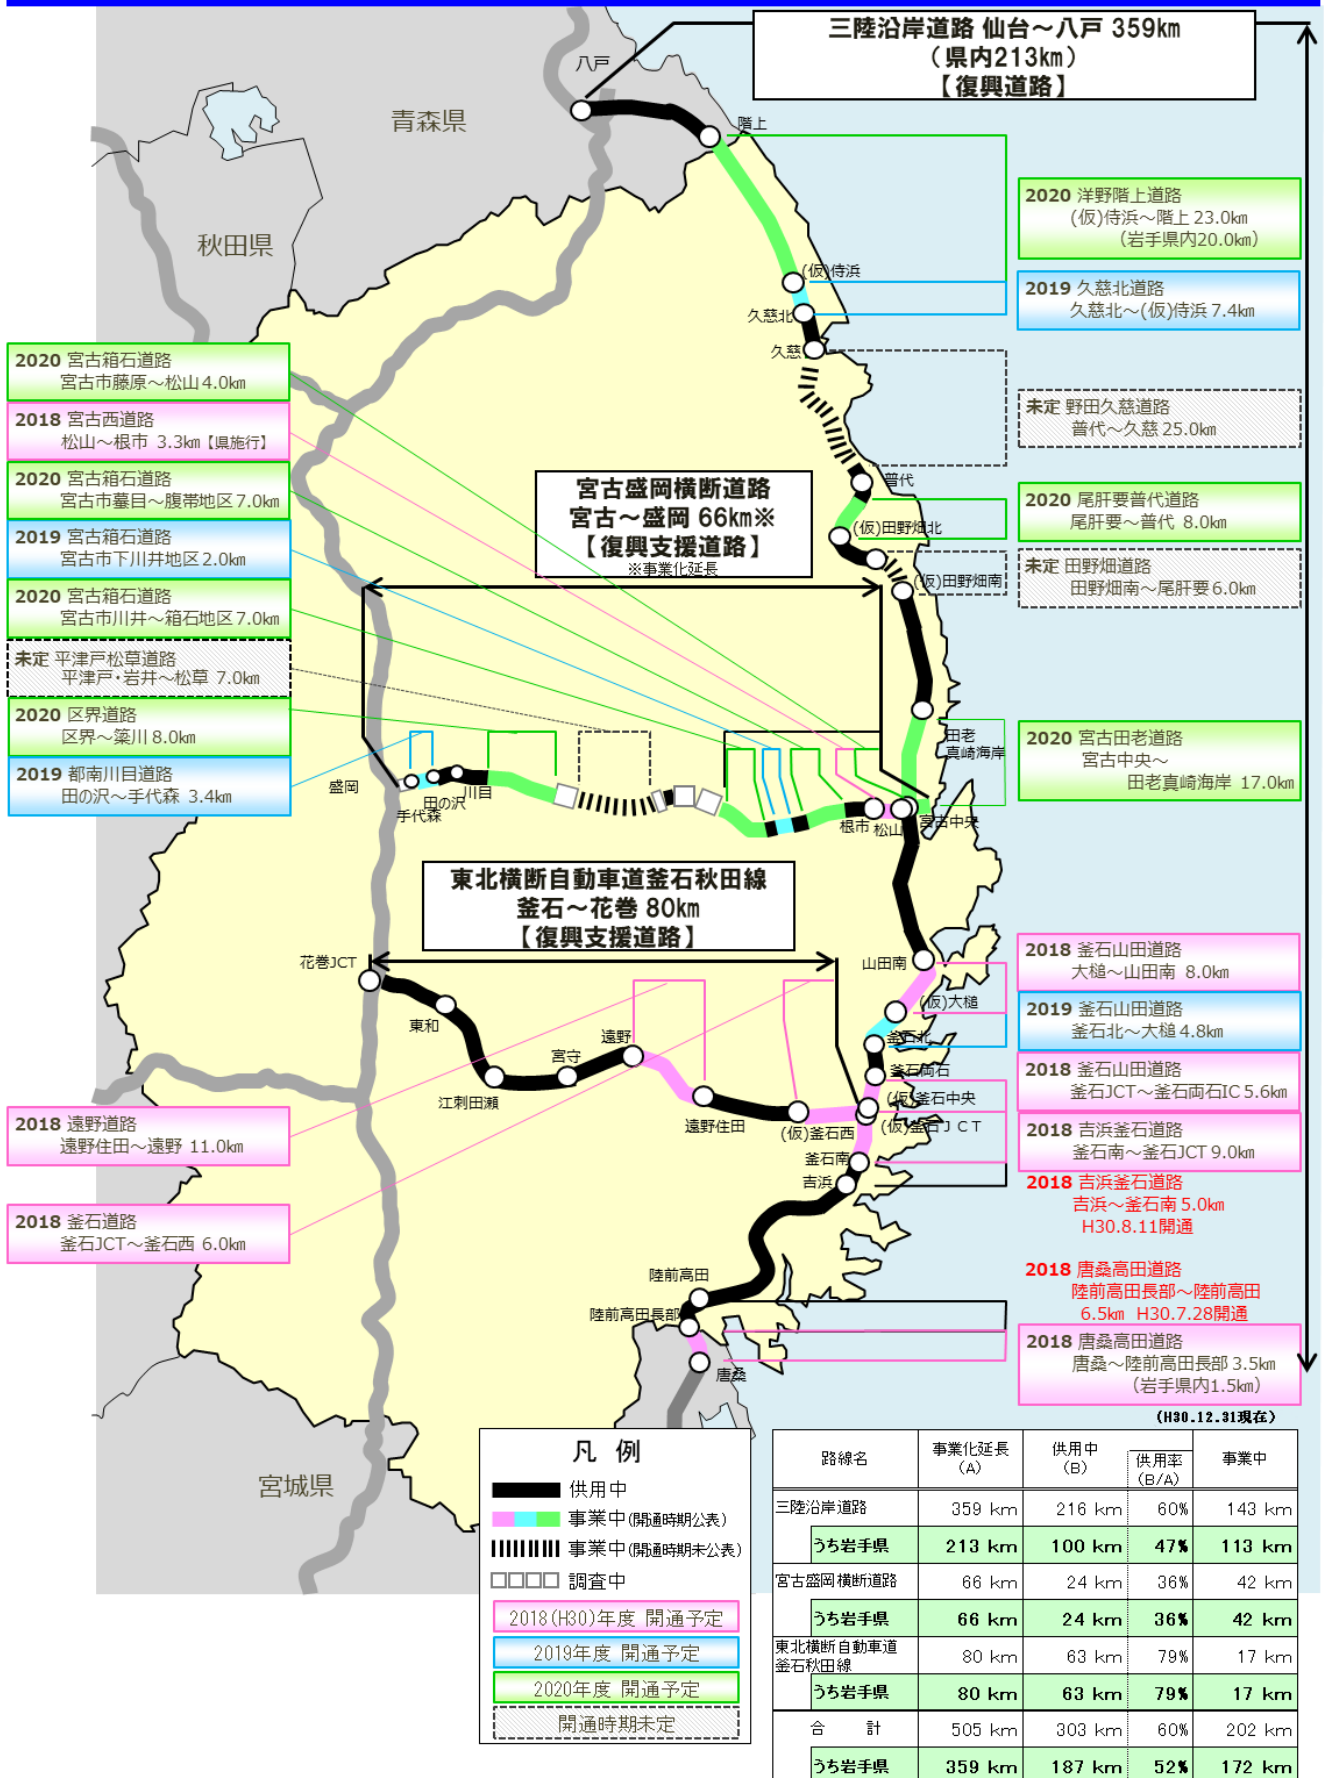 三陸沿岸道路 仙台～八戸 359km
（県内213km）
【復興道路】
八戸
青森県
階上
秋田県
2020 洋野階上道路
(仮)侍浜～階上 23.0km
（岩手県内20.0km）
(仮)侍浜
2019 久慈北道路
久慈北～(仮)侍浜 7.4km
久慈北
久慈
2020 宮古箱石道路
宮古市藤原～松山 4.0km
2018 宮古西道路
松山～根市 3.3km【県施行】
2020 宮古箱石道路
宮古市蟇目～腹帯地区 7.0km
2019 宮古箱石道路
宮古市下川井地区 2.0km
2020 宮古箱石道路
宮古市川井～箱石地区 7.0km
未定 平津戸松草道路
平津戸・岩井～松草 7.0km
2020 区界道路
区界～簗川 8.0km
2019 都南川目道路
田の沢～手代森 3.4km
未定 野田久慈道路
普代～久慈 25.0km
宮古盛岡横断道路
宮古～盛岡 66km※
【復興支援道路】
※事業化延長
普代
2020 尾肝要普代道路
尾肝要～普代 8.0km
(仮)田野畑北
未定 田野畑道路
田野畑南～尾肝要 6.0km
(仮)田野畑南
田老
真崎海岸
2020 宮古田老道路
宮古中央～
田老真崎海岸 17.0km
盛岡
手代森
田の沢
川目
根市
松山
宮古中央
東北横断自動車道釜石秋田線
釜石～花巻 80km
【復興支援道路】
花巻JCT
東和
江刺田瀬
宮守
遠野
遠野住田
(仮)釜石西
山田南
(仮)大槌
釜石北
釜石両石
(仮)釜石中央
(仮)釜石ＪＣＴ
釜石南
吉浜
2018 釜石山田道路
大槌～山田南 8.0km
2019 釜石山田道路
釜石北～大槌 4.8km
2018 釜石山田道路
釜石JCT～釜石両石IC 5.6km
2018 吉浜釜石道路
釜石南～釜石JCT 9.0km
2018 吉浜釜石道路
吉浜～釜石南 5.0km
H30.8.11開通
2018 遠野道路
遠野住田～遠野 11.0km
2018 釜石道路
釜石JCT～釜石西 6.0km
陸前高田
陸前高田長部
唐桑
2018 唐桑高田道路
陸前高田長部～陸前高田
6.5km H30.7.28開通
2018 唐桑高田道路
唐桑～陸前高田長部 3.5km
（岩手県内1.5km）
宮城県
凡 例
供用中
事業中(開通時期公表)
事業中(開通時期未公表)
調査中
2018(H30)年度 開通予定
2019年度 開通予定
2020年度 開通予定
開通時期未定
(H30.12.31現在)
路線名 事業化延長(A) 供用中(B) 供用率(B/A) 事業中
三陸沿岸道路 359 km 216 km 60% 143 km
うち岩手県 213 km 100 km 47% 113 km
宮古盛岡横断道路 66 km 24 km 36% 42 km
うち岩手県 66 km 24 km 36% 42 km
東北横断自動車道
釜石秋田線 80 km 63 km 79% 17 km
うち岩手県 80 km 63 km 79% 17 km
合 計 505 km 303 km 60% 202 km
うち岩手県 359 km 187 km 52% 172 km